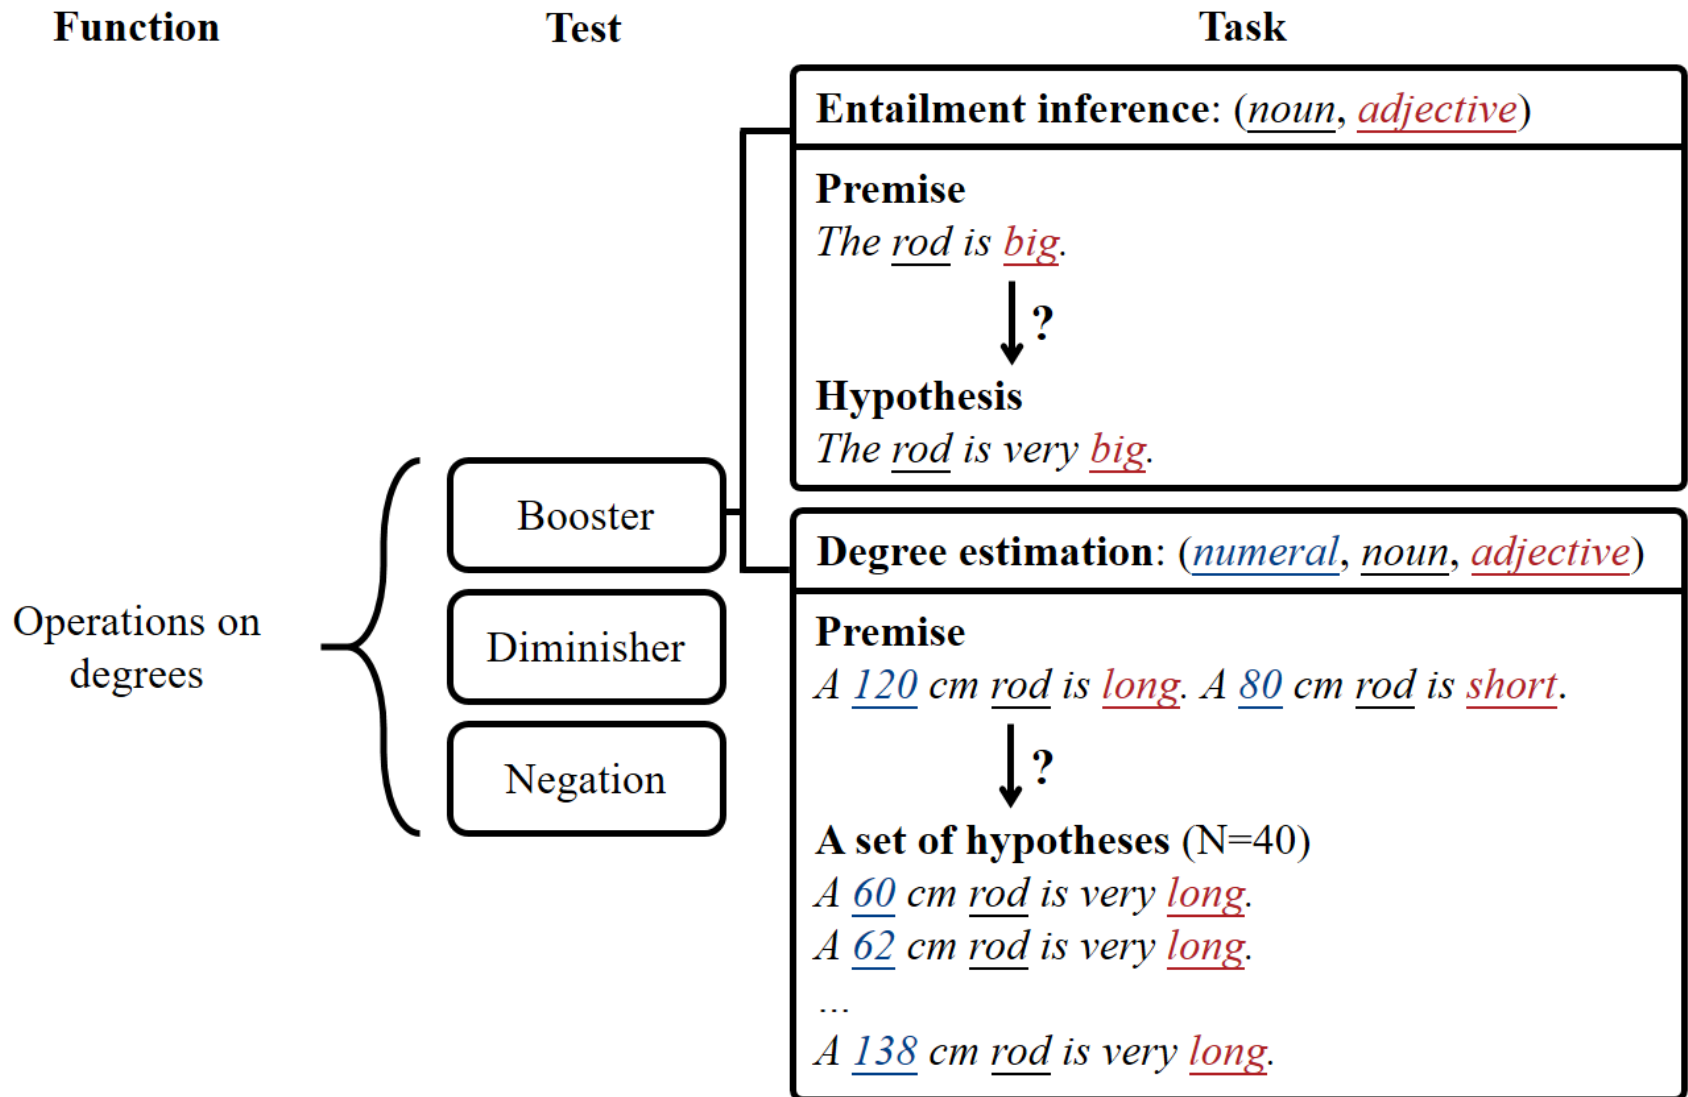 Function
Test
Task
Entailment inference: (noun, adjective)
Premise
The rod is big.
?
Hypothesis
The rod is very big.
Operations on
degrees
Booster
Diminisher
Negation
Degree estimation: (numeral, noun, adjective)
Premise
A 120 cm rod is long. A 80 cm rod is short.
?
A set of hypotheses (N=40)
A 60 cm rod is very long.
A 62 cm rod is very long.
...
A 138 cm rod is very long.